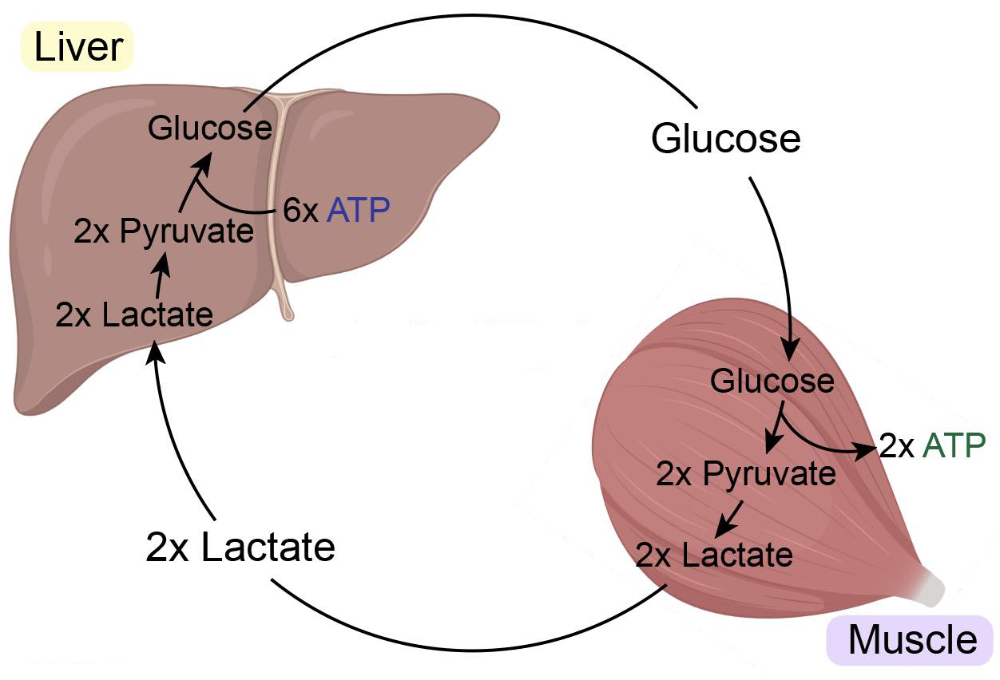 Liver
Glucose
6x ATP
2x Pyruvate
2x Lactate
Glucose
Glucose
2x ATP
2x Pyruvate
2x Lactate
2x Lactate
Muscle